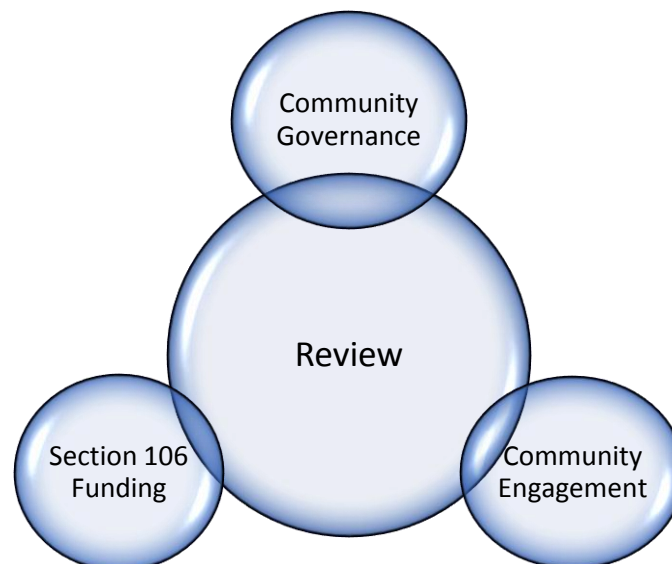 Community
Governance
Review
Section 106
Funding
Community
Engagement